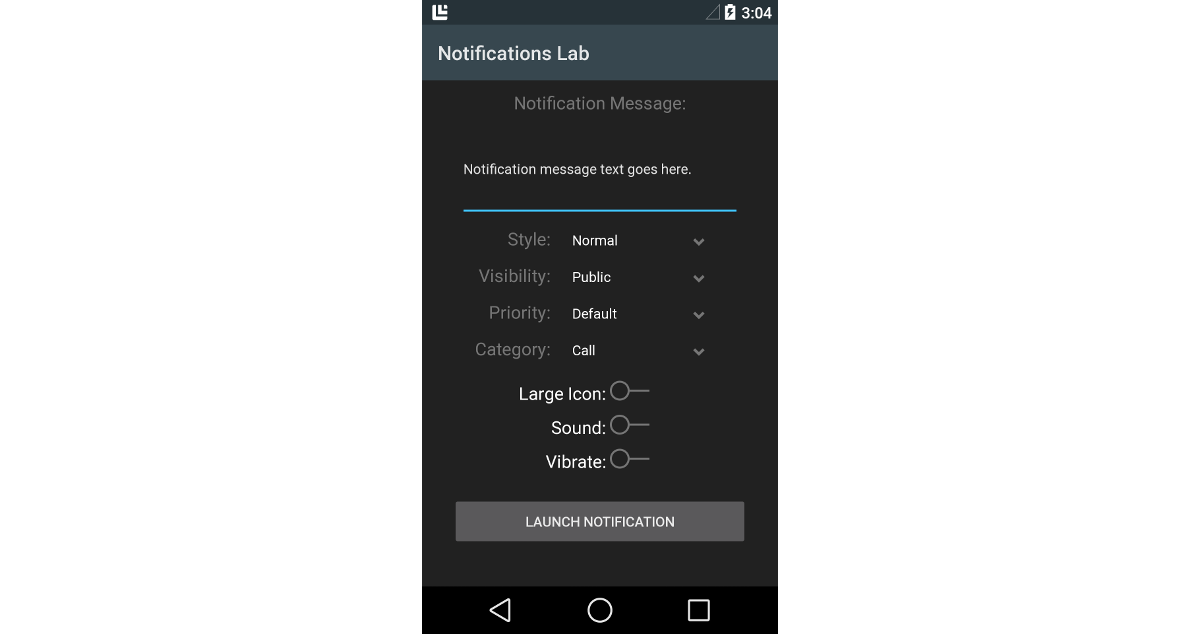 3:04
Notifications Lab
Notification Message:
Notification message text goes here.
Style: Normal
Visibility: Public
Priority: Default
Category: Call
Large Icon:
Sound:
Vibrate:
LAUNCH NOTIFICATION